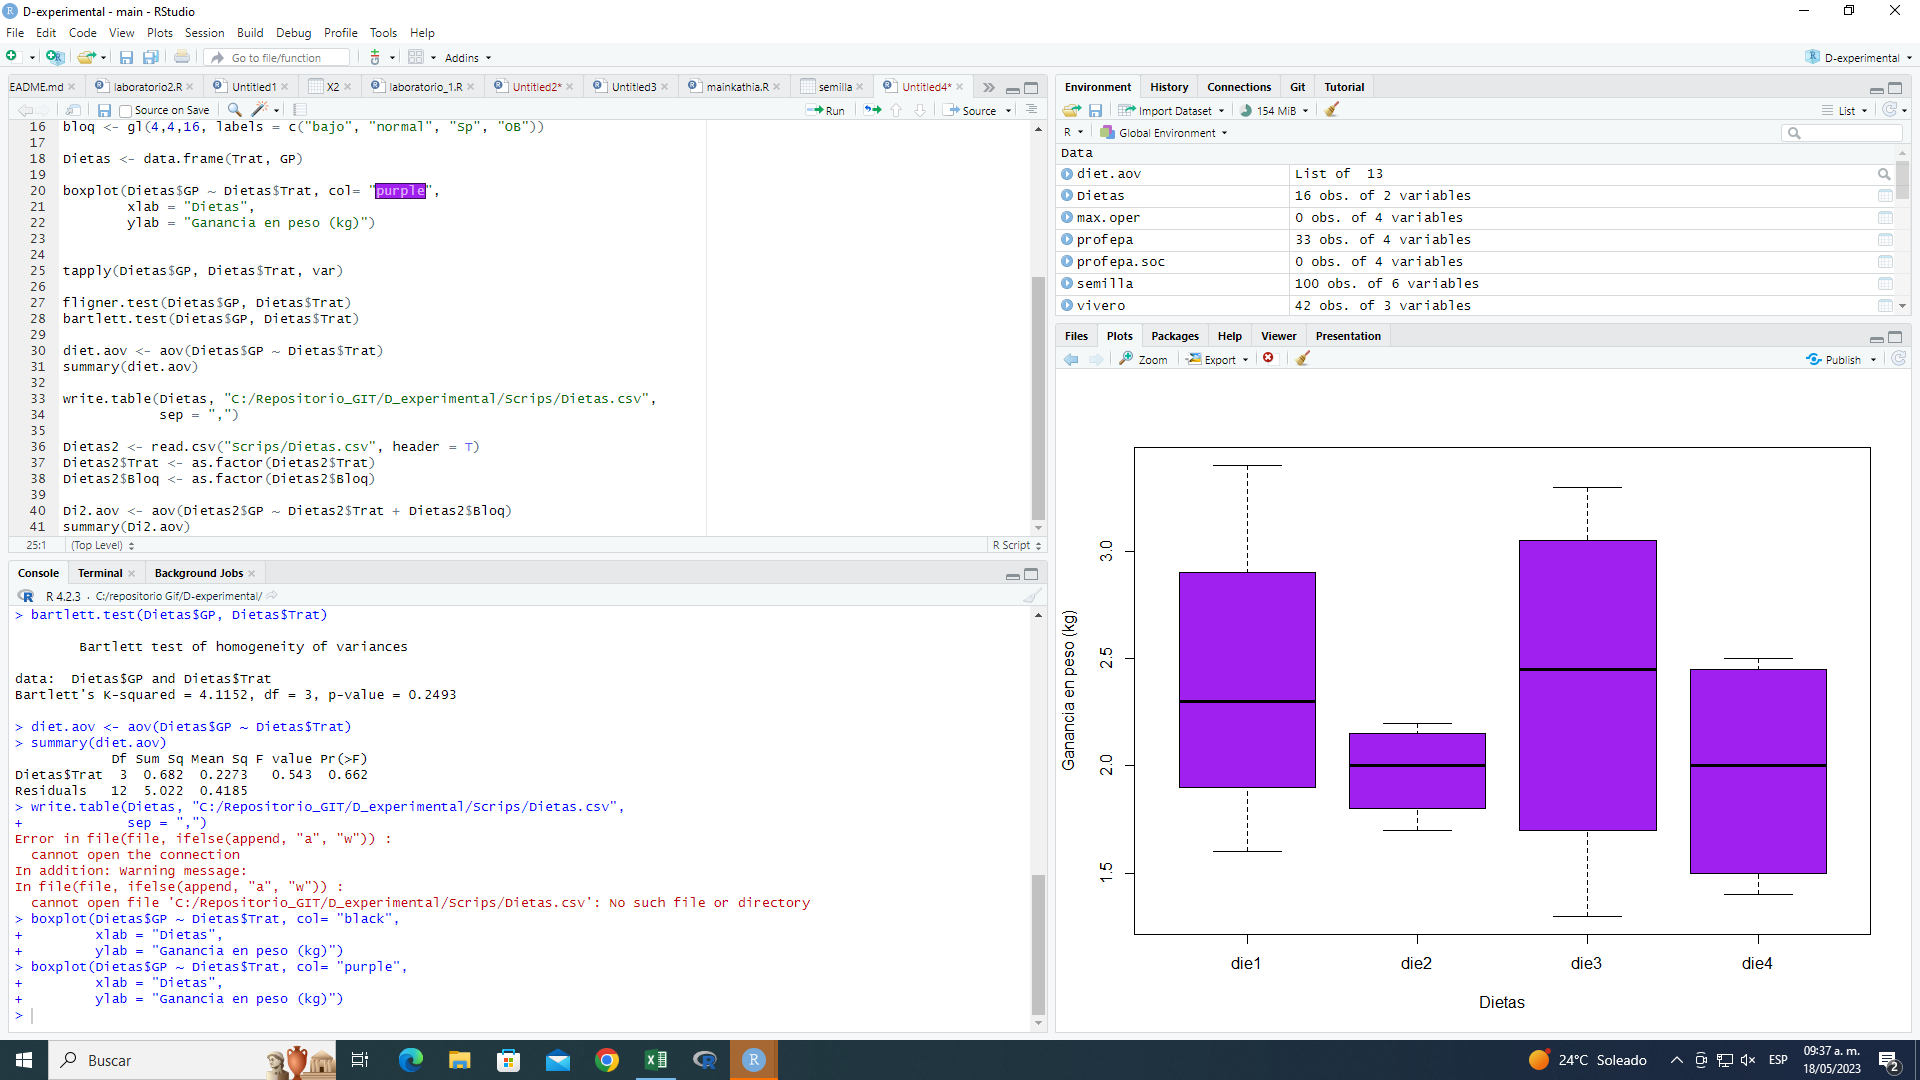 D-experimental - main - RStudio
File Edit Code View Plots Session Build Debug Profile Tools Help
Go to file/function Addins D-experimental
EADME.md laboratorio2.R Untitled1 X2 laboratorio_1.R Untitled2* Untitled3 mainkathia.R semilla Untitled4*
Source on Save Run Source
16 bloq <- gl(4,4,16, labels = c("bajo", "normal", "Sp", "OB"))
17
18 Dietas <- data.frame(Trat, GP)
19
20 boxplot(Dietas$GP ~ Dietas$Trat, col= "purple",
21 xlab = "Dietas",
22 ylab = "Ganancia en peso (kg)")
23
24
25 tapply(Dietas$GP, Dietas$Trat, var)
26
27 fligner.test(Dietas$GP, Dietas$Trat)
28 bartlett.test(Dietas$GP, Dietas$Trat)
29
30 diet.aov <- aov(Dietas$GP ~ Dietas$Trat)
31 summary(diet.aov)
32
33 write.table(Dietas, "C:/Repositorio_GIT/D_experimental/Scrips/Dietas.csv",
34 sep = ",")
35
36 Dietas2 <- read.csv("Scrips/Dietas.csv", header = T)
37 Dietas2$Trat <- as.factor(Dietas2$Trat)
38 Dietas2$Bloq <- as.factor(Dietas2$Bloq)
39
40 Di2.aov <- aov(Dietas2$GP ~ Dietas2$Trat + Dietas2$Bloq)
41 summary(Di2.aov)
25:1 (Top Level) R Script
Console Terminal Background Jobs
R 4.2.3 · C:/repositorio Gif/D-experimental/
> bartlett.test(Dietas$GP, Dietas$Trat)
Bartlett test of homogeneity of variances
data: Dietas$GP and Dietas$Trat
Bartlett's K-squared = 4.1152, df = 3, p-value = 0.2493
> diet.aov <- aov(Dietas$GP ~ Dietas$Trat)
> summary(diet.aov)
Df Sum Sq Mean Sq F value Pr(>F)
Dietas$Trat 3 0.682 0.2273 0.543 0.662
Residuals 12 5.022 0.4185
> write.table(Dietas, "C:/Repositorio_GIT/D_experimental/Scrips/Dietas.csv",
+ sep = ",")
Error in file(file, ifelse(append, "a", "w")) :
cannot open the connection
In addition: Warning message:
In file(file, ifelse(append, "a", "w")) :
cannot open file 'C:/Repositorio_GIT/D_experimental/Scrips/Dietas.csv': No such file or directory
> boxplot(Dietas$GP ~ Dietas$Trat, col= "black",
+ xlab = "Dietas",
+ ylab = "Ganancia en peso (kg)")
> boxplot(Dietas$GP ~ Dietas$Trat, col= "purple",
+ xlab = "Dietas",
+ ylab = "Ganancia en peso (kg)")
>
Environment History Connections Git Tutorial
Import Dataset 154 MiB List
R Global Environment
Data
diet.aov List of 13
Dietas 16 obs. of 2 variables
max.oper 0 obs. of 4 variables
profepa 33 obs. of 4 variables
profepa.soc 0 obs. of 4 variables
semilla 100 obs. of 6 variables
vivero 42 obs. of 3 variables
Files Plots Packages Help Viewer Presentation
Zoom Export Publish
Ganancia en peso (kg)
3.0
2.5
2.0
1.5
die1 die2 die3 die4
Dietas
Buscar
24°C Soleado ESP 09:37 a. m.
18/05/2023 2